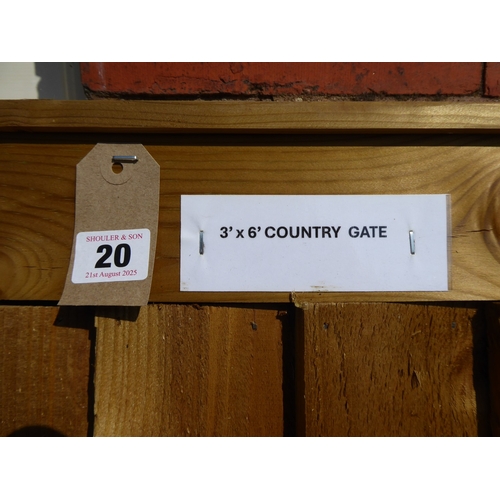 SHOULER & SON
20
21st August 2025
3' x 6' COUNTRY GATE